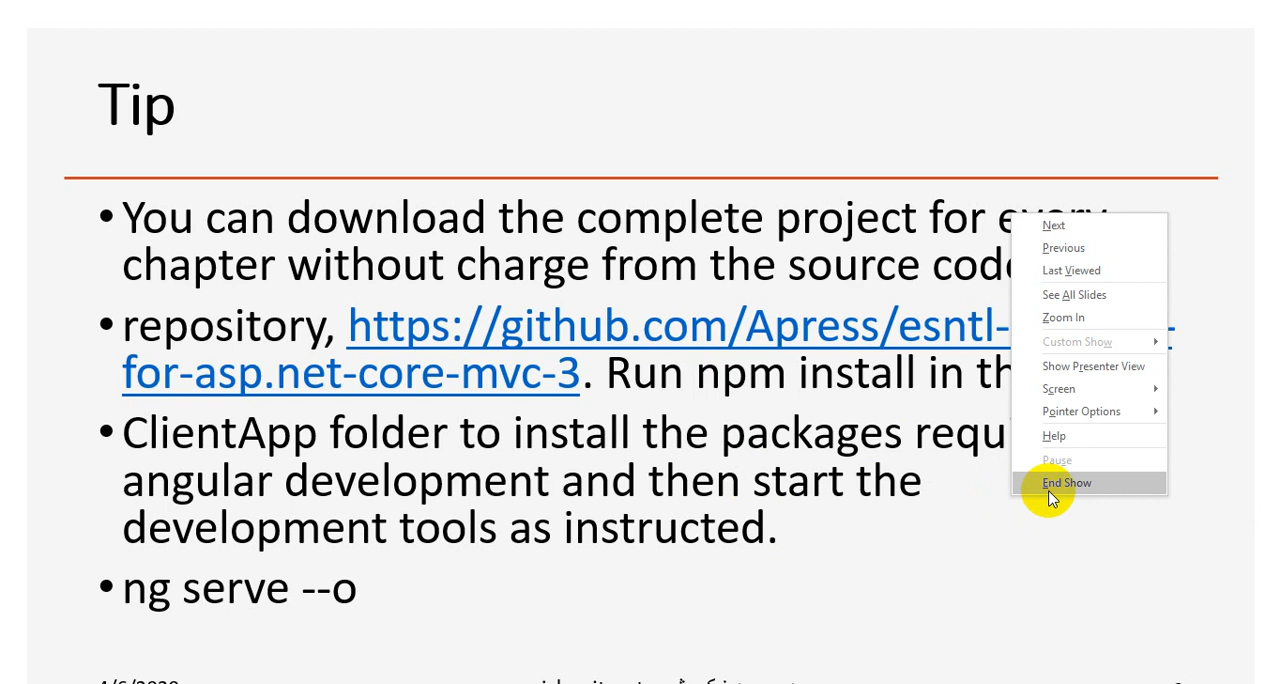 Tip
• You can download the complete project for every
chapter without charge from the source code
• repository, https://github.com/Apress/esntl-
for-asp.net-core-mvc-3. Run npm install in th
• ClientApp folder to install the packages requi
angular development and then start the
development tools as instructed.
• ng serve --o
Next
Previous
Last Viewed
See All Slides
Zoom In
Custom Show
Show Presenter View
Screen
Pointer Options
Help
Pause
End Show